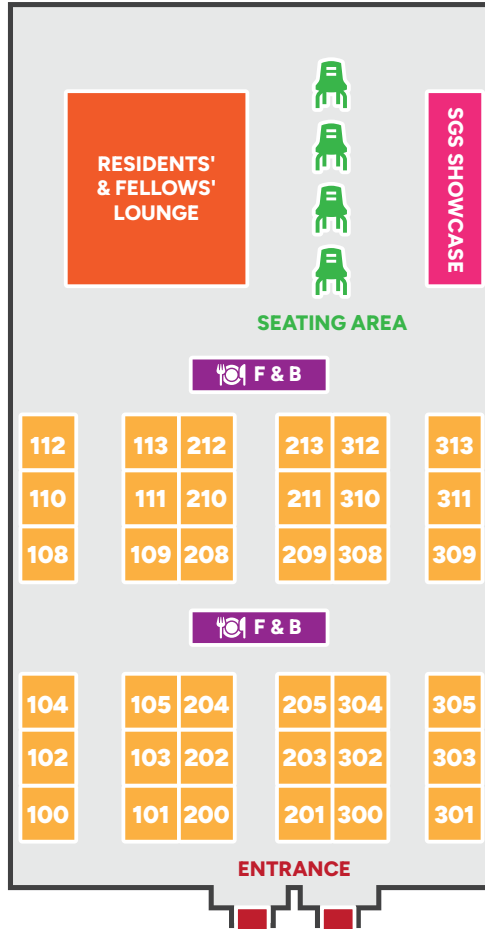 RESIDENTS'
& FELLOWS'
LOUNGE
SGS SHOWCASE
SEATING AREA
F & B
112 113 212 213 312 313
110 111 210 211 310 311
108 109 208 209 308 309
F & B
104 105 204 205 304 305
102 103 202 203 302 303
100 101 200 201 300 301
ENTRANCE